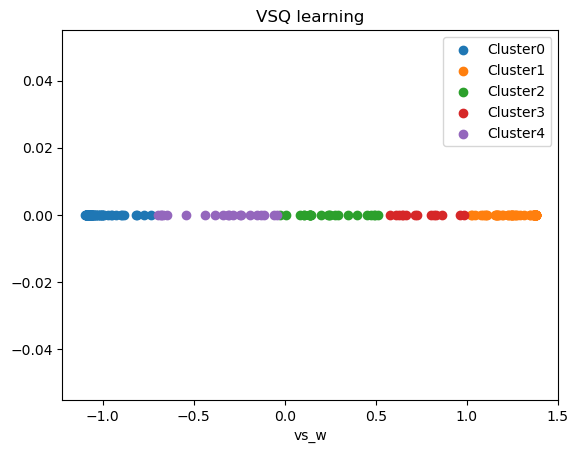 VSQ learning
Cluster0
Cluster1
Cluster2
Cluster3
Cluster4
0.04
0.02
0.00
−0.02
−0.04
−1.0 −0.5 0.0 0.5 1.0 1.5
vs_w